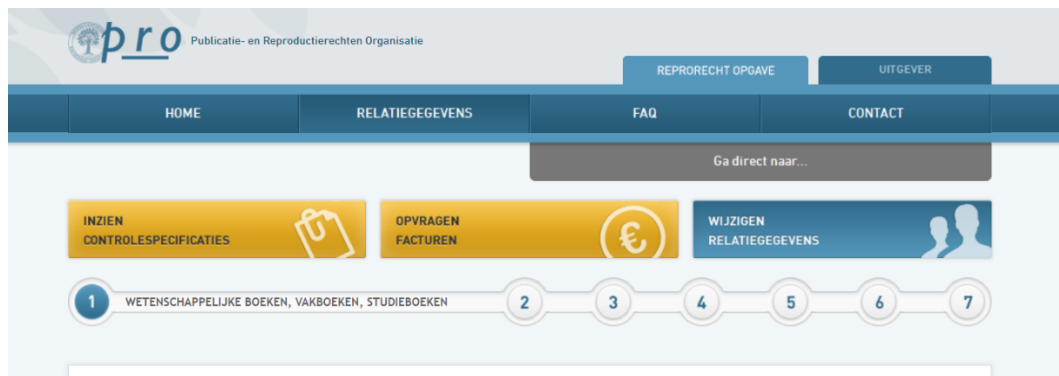 pro Publicatie- en Reproductierechten Organisatie
REPRORECHT OPGAVE UITGEVER
HOME RELATIEGEGEVENS FAQ CONTACT
Ga direct naar...
INZIEN
CONTROLESPECIFICATIES
OPVRAGEN
FACTUREN
€
WIJZIGEN
RELATIEGEGEVENS
1 WETENSCHAPPELIJKE BOEKEN, VAKBOEKEN, STUDIEBOEKEN 2 3 4 5 6 7